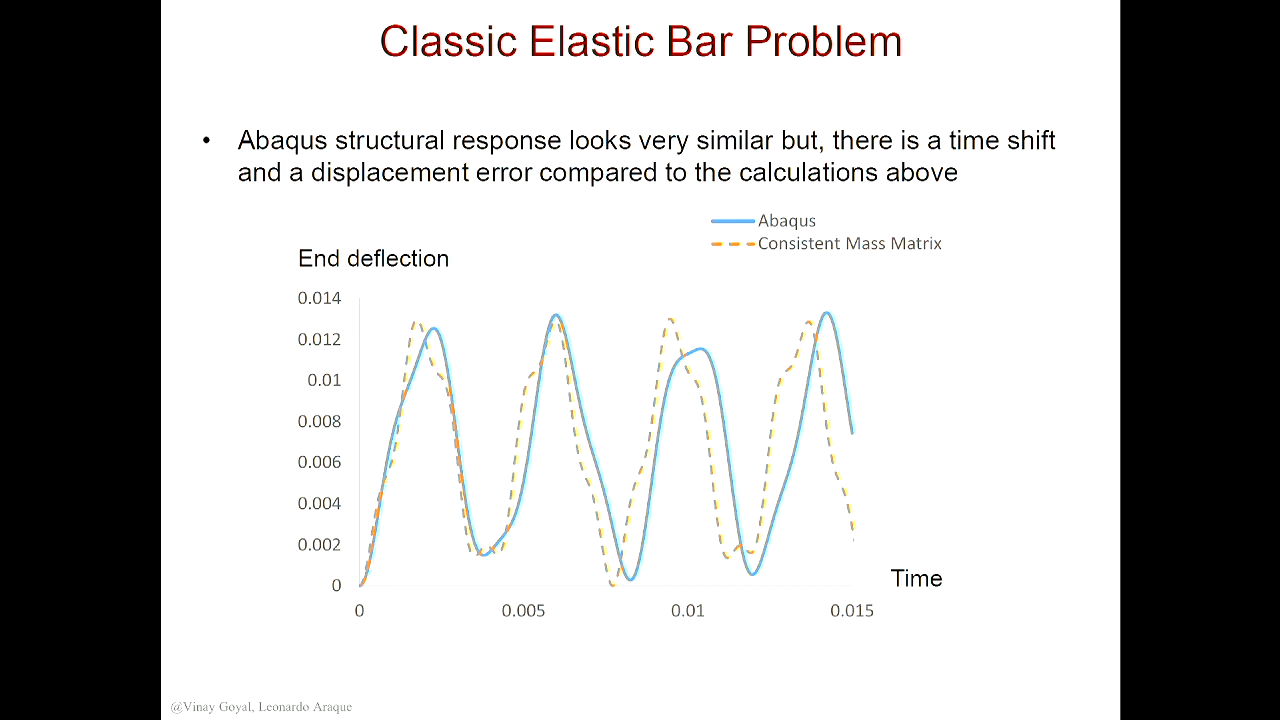 Classic Elastic Bar Problem
• Abaqus structural response looks very similar but, there is a time shift
and a displacement error compared to the calculations above
Abaqus
Consistent Mass Matrix
End deflection
0.014
0.012
0.01
0.008
0.006
0.004
0.002
0
Time
0 0.005 0.01 0.015
@Vinay Goyal, Leonardo Araque